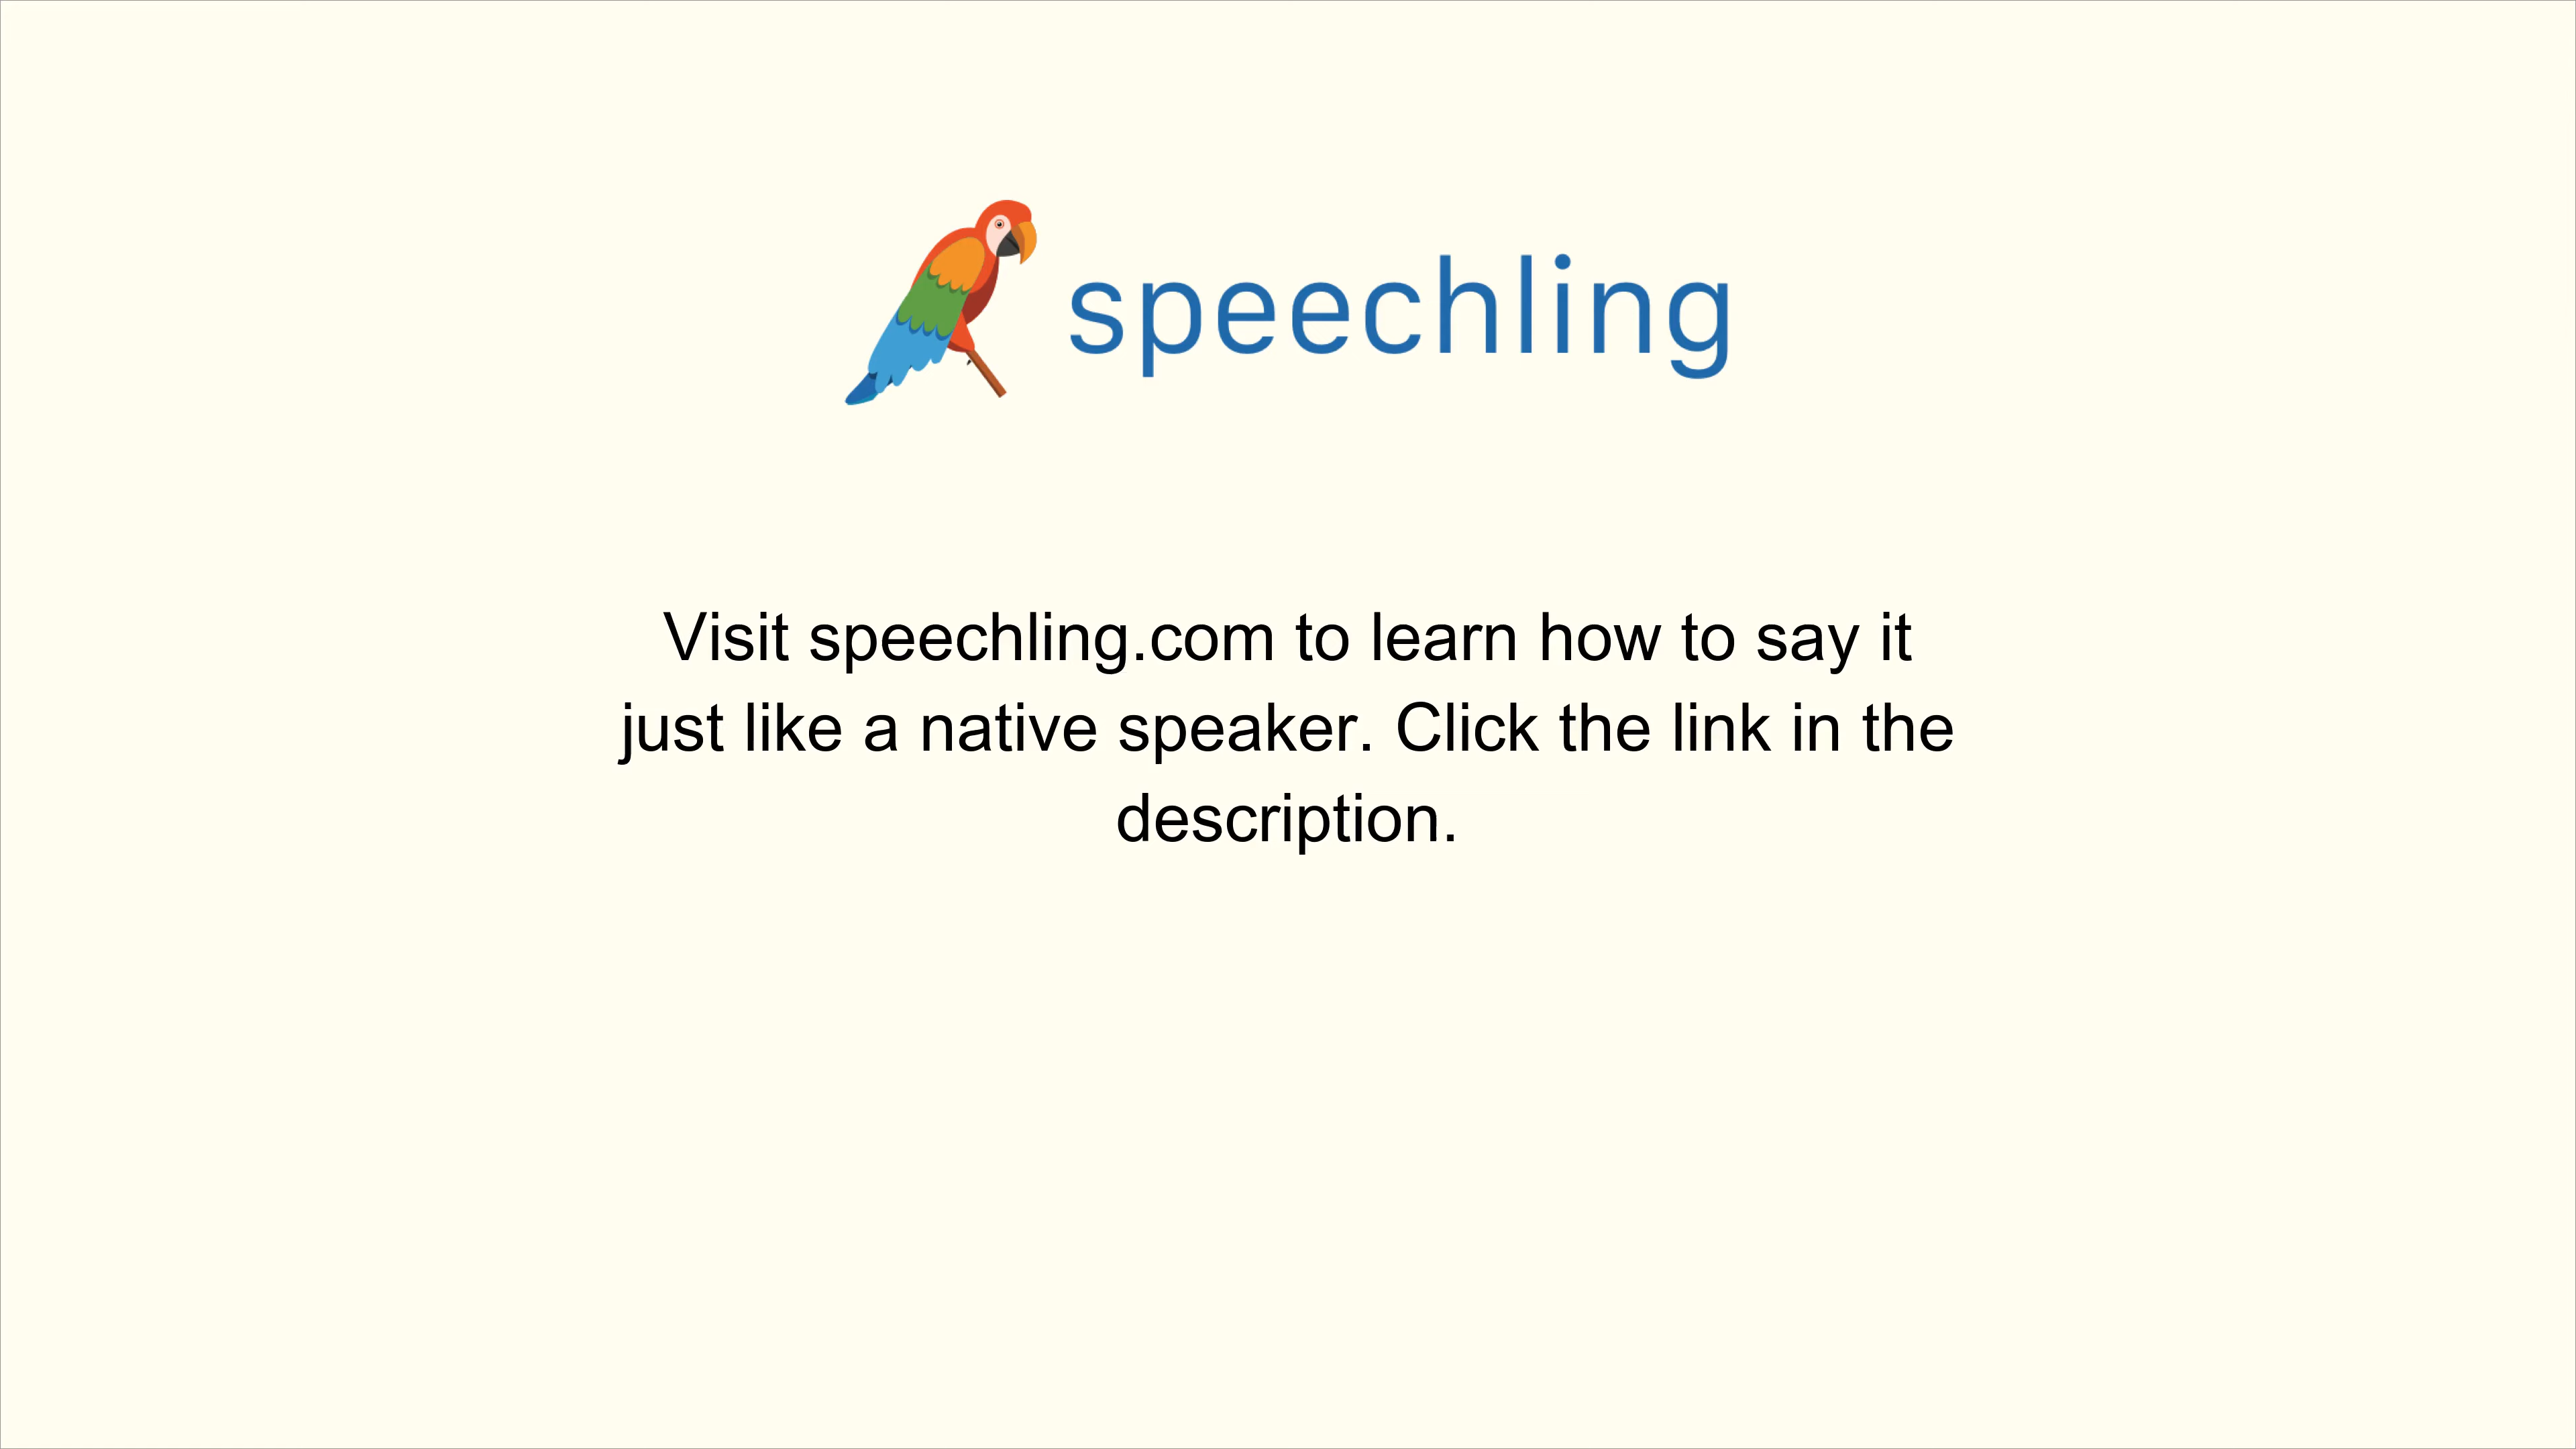 speechling
Visit speechling.com to learn how to say it
just like a native speaker. Click the link in the
description.